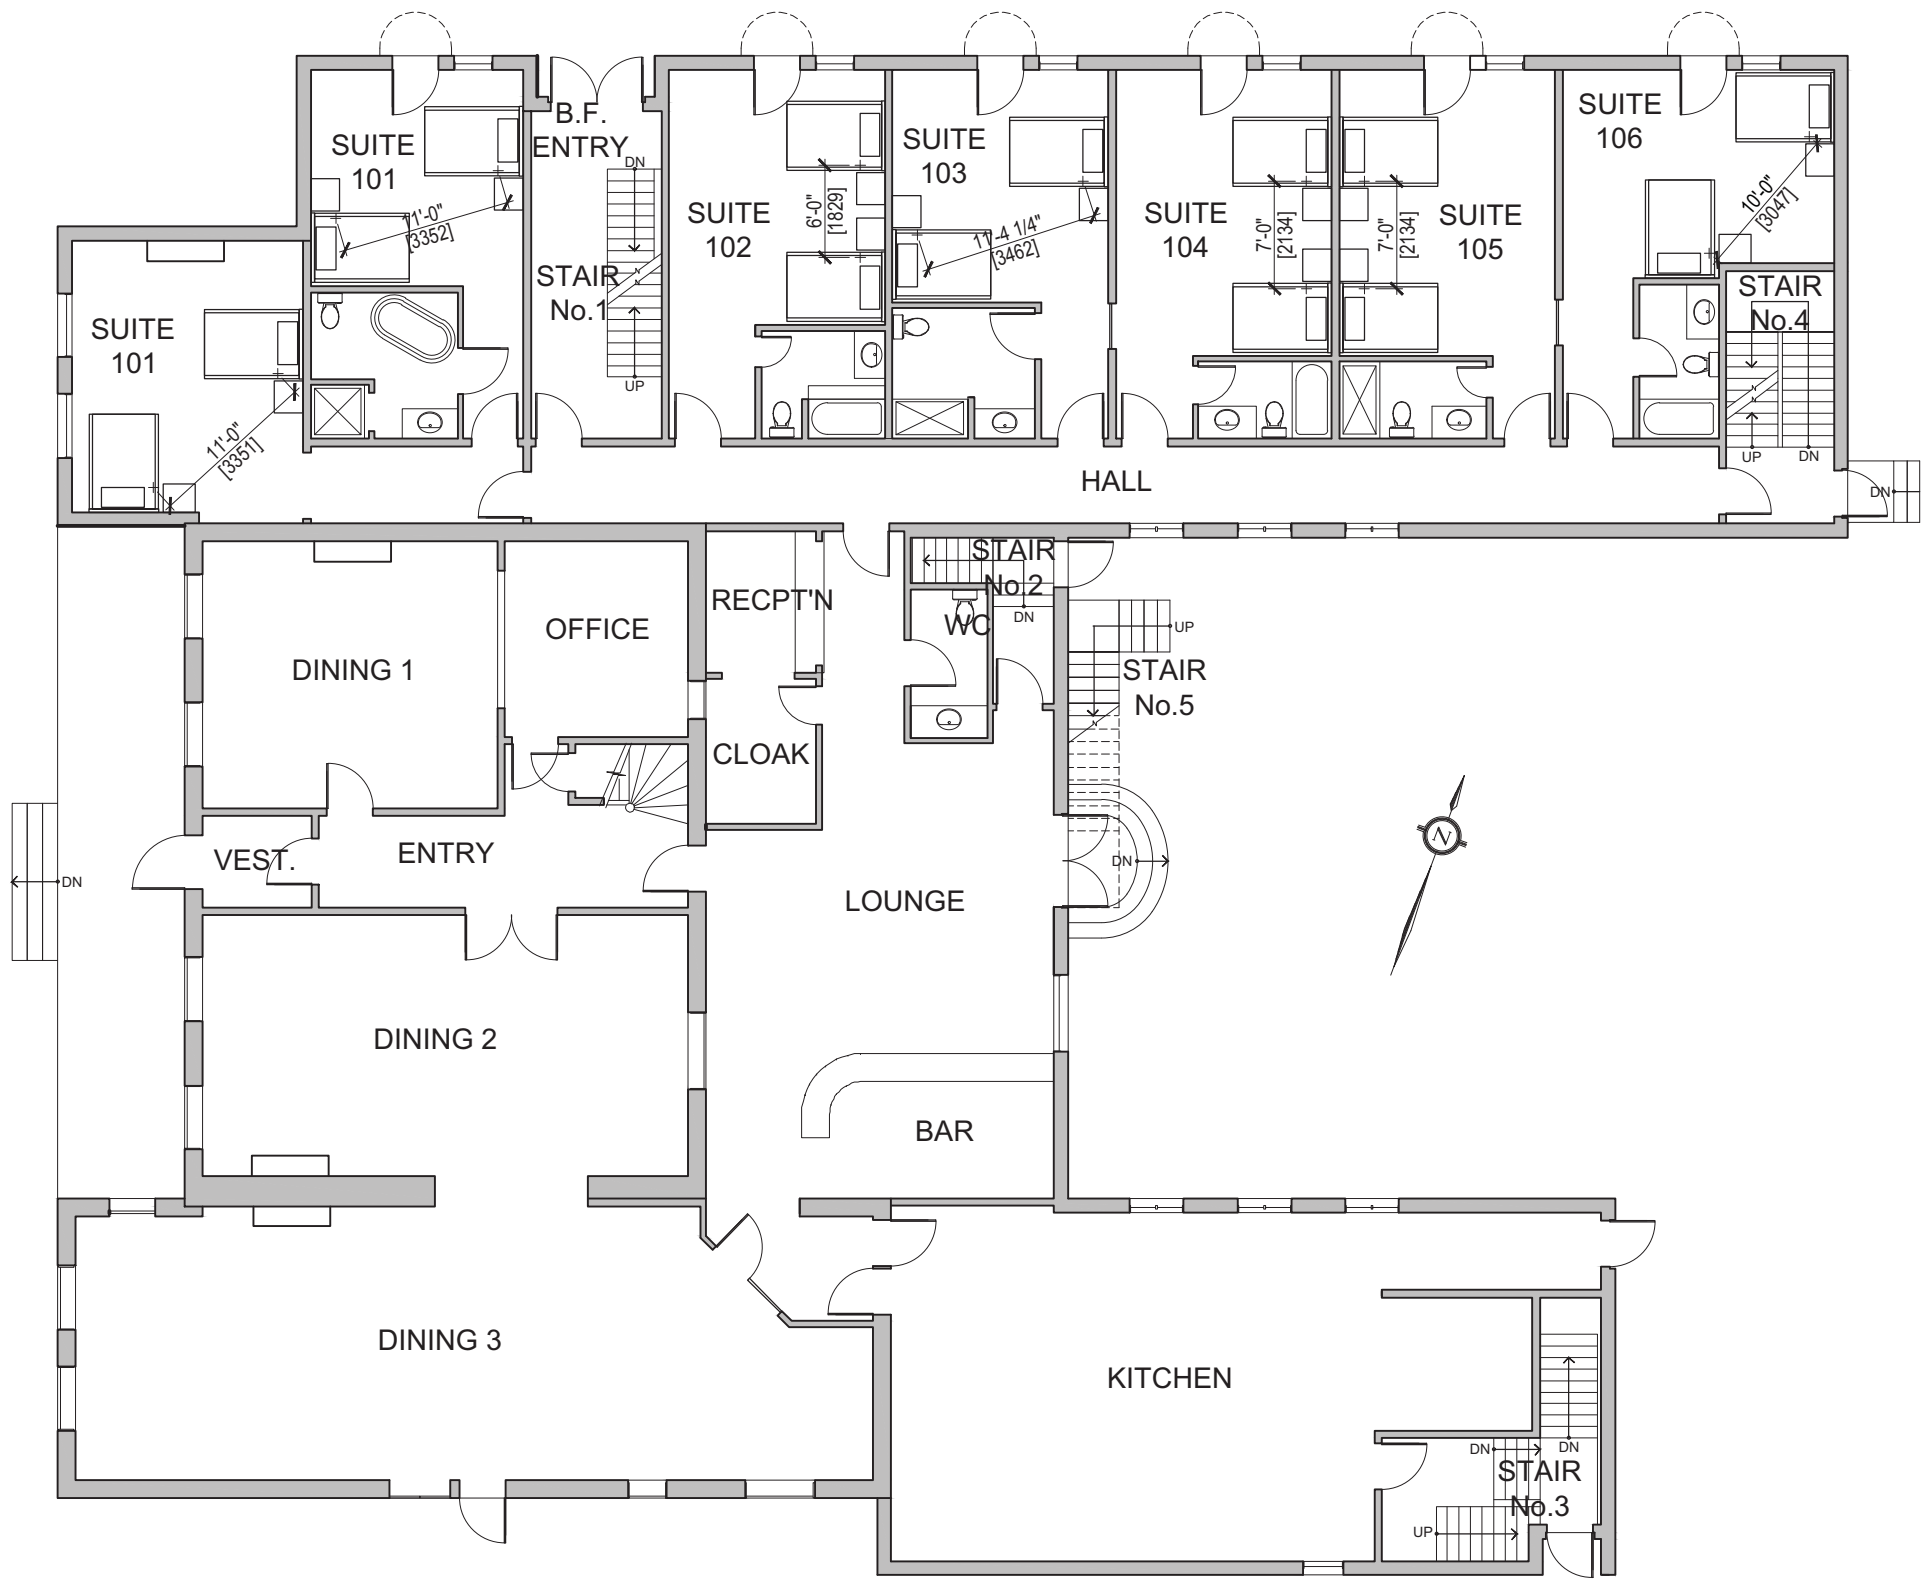 SUITE
101
11'-0"
[3352]
B.F.
ENTRY
DN
STAIR
No.1
UP
SUITE
102
6'-0"
[1829]
SUITE
103
11'-4 1/4"
[3462]
SUITE
104
7'-0"
[2134]
7'-0"
[2134]
SUITE
105
SUITE
106
10'-0"
[3047]
STAIR
No.4
UP
DN
SUITE
101
11'-0"
[3351]
HALL
DN
DINING 1
OFFICE
RECPT'N
STAIR
No.2
DN
WC
UP
STAIR
No.5
CLOAK
VEST.
ENTRY
DN
LOUNGE
DN
N
DINING 2
BAR
DINING 3
KITCHEN
DN
DN
STAIR
No.3
UP